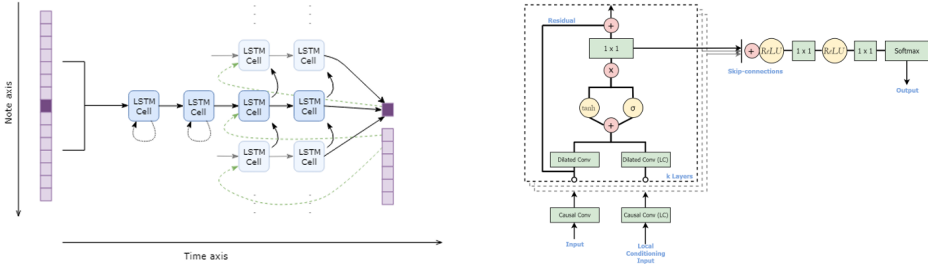 Note axis
LSTM
Cell
LSTM
Cell
LSTM
Cell
LSTM
Cell
LSTM
Cell
LSTM
Cell
LSTM
Cell
LSTM
Cell
Time axis
Residual
+
1 x 1
×
tanh
σ
+
Dilated Conv
Dilated Conv (LC)
k Layers
Causal Conv
Causal Conv (LC)
Input
Local
Conditioning
Input
+
ReLU
1 x 1
ReLU
1 x 1
Softmax
Skip-connections
Output